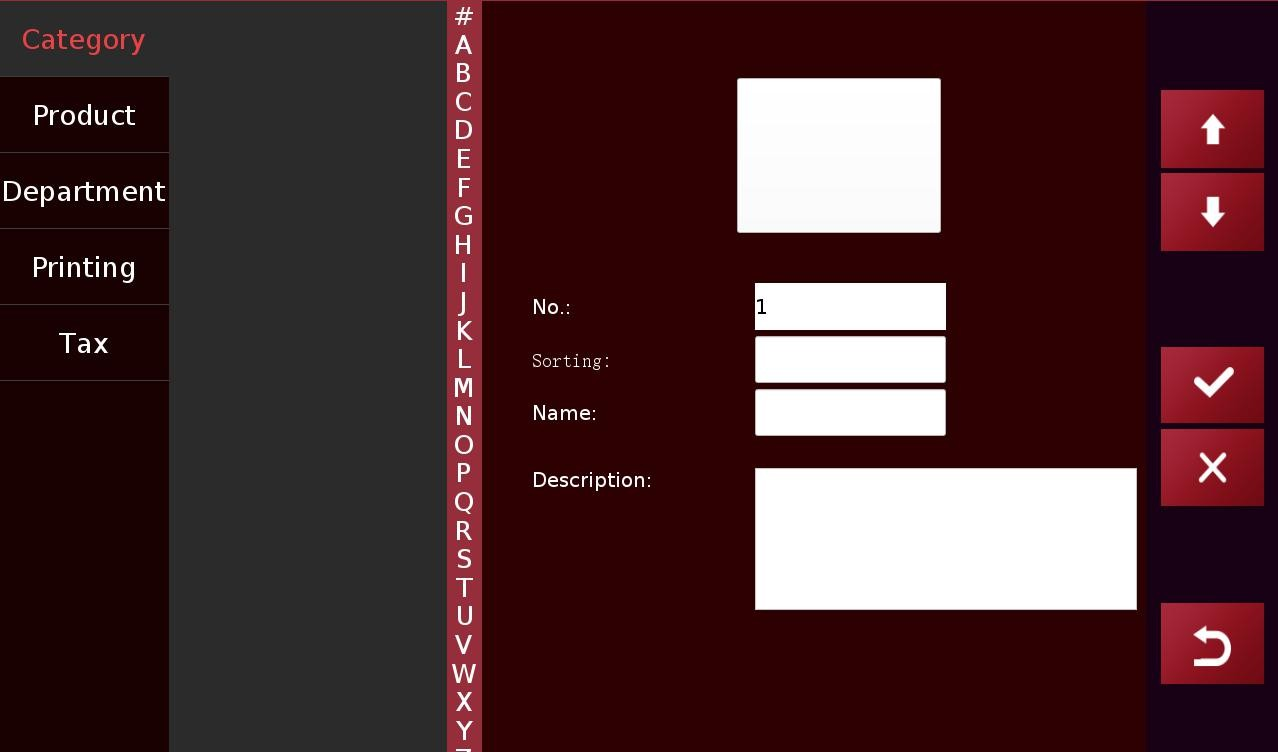 Category
Product
Department
Printing
Tax
#
A
B
C
D
E
F
G
H
I
J
K
L
M
N
O
P
Q
R
S
T
U
V
W
X
Y
Z
No.:
1
Sorting:
Name:
Description: